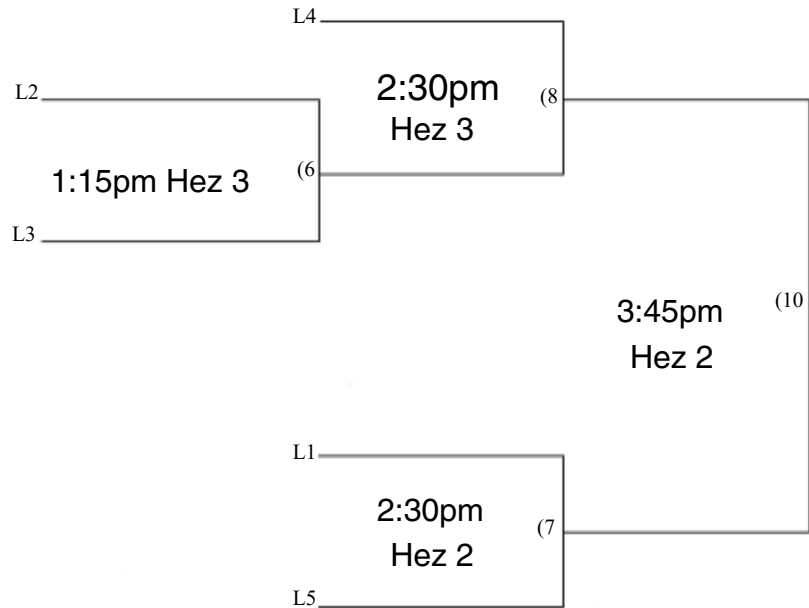 L4
2:30pm
Hez 3
(8
L2
1:15pm Hez 3
(6
L3
3:45pm
Hez 2
(10
L1
2:30pm
Hez 2
(7
L5